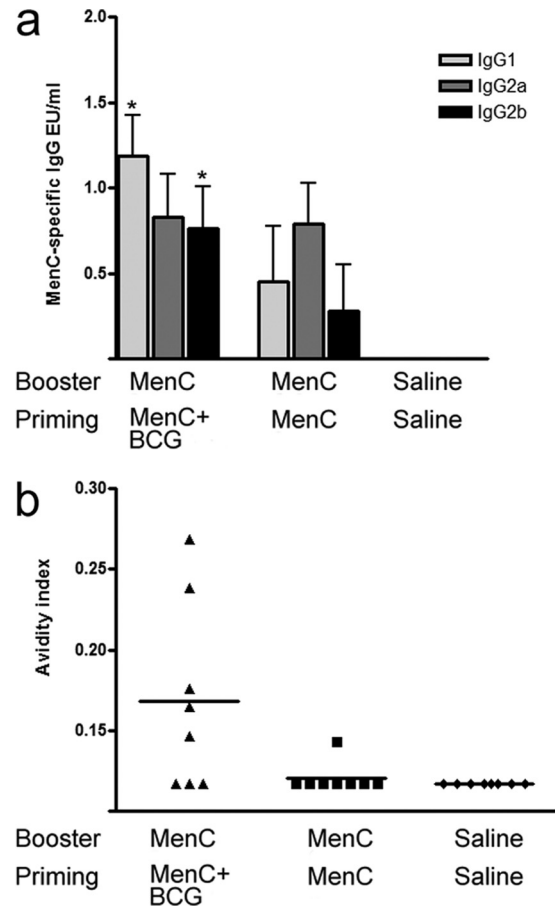 a
2.0
1.5
1.0
0.5
MenC-specific IgG EU/ml
IgG1
IgG2a
IgG2b
*
*
Booster MenC MenC Saline
Priming MenC+ BCG MenC Saline
b
0.30
0.25
0.20
0.15
Avidity index
Booster MenC MenC Saline
Priming MenC+ BCG MenC Saline